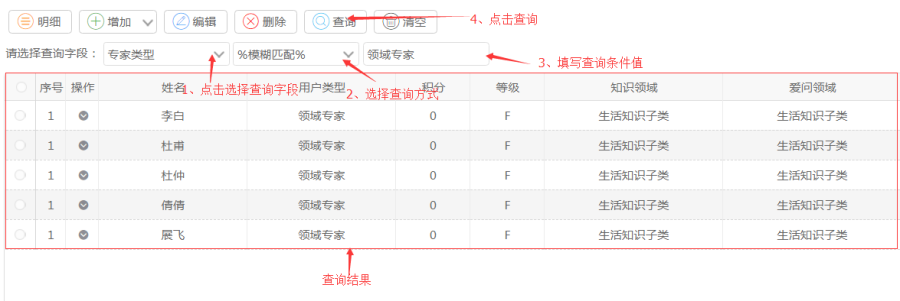 明细 增加 编辑 删除 查询 清空 4、点击查询
请选择查询字段： 专家类型 %模糊匹配% 领域专家 3、填写查询条件值
序号 操作 姓名 用户类型 积分 等级 知识领域 爱问领域
1、点击选择查询字段 2、选择查询方式
1 李白 领域专家 0 F 生活知识子类 生活知识子类
1 杜甫 领域专家 0 F 生活知识子类 生活知识子类
1 杜仲 领域专家 0 F 生活知识子类 生活知识子类
1 倩倩 领域专家 0 F 生活知识子类 生活知识子类
1 展飞 领域专家 0 F 生活知识子类 生活知识子类
查询结果